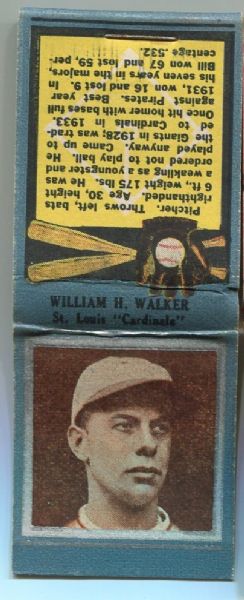 Pitcher. Throws left, bats
righthanded. Age 30, height
6 ft., weight 175 lbs. He was
a weakling as a youngster and
ordered not to play ball. He
played anyway. Came up to
the Giants in 1928; was trad-
ed to Cardinals in 1933.
Once hit homer with bases full
against Pirates. Best year
1931, won 16 and lost 9. In
his seven years in the majors,
Bill won 67 and lost 59, per-
centage .532.
WILLIAM H. WALKER
St. Louis "Cardinals"